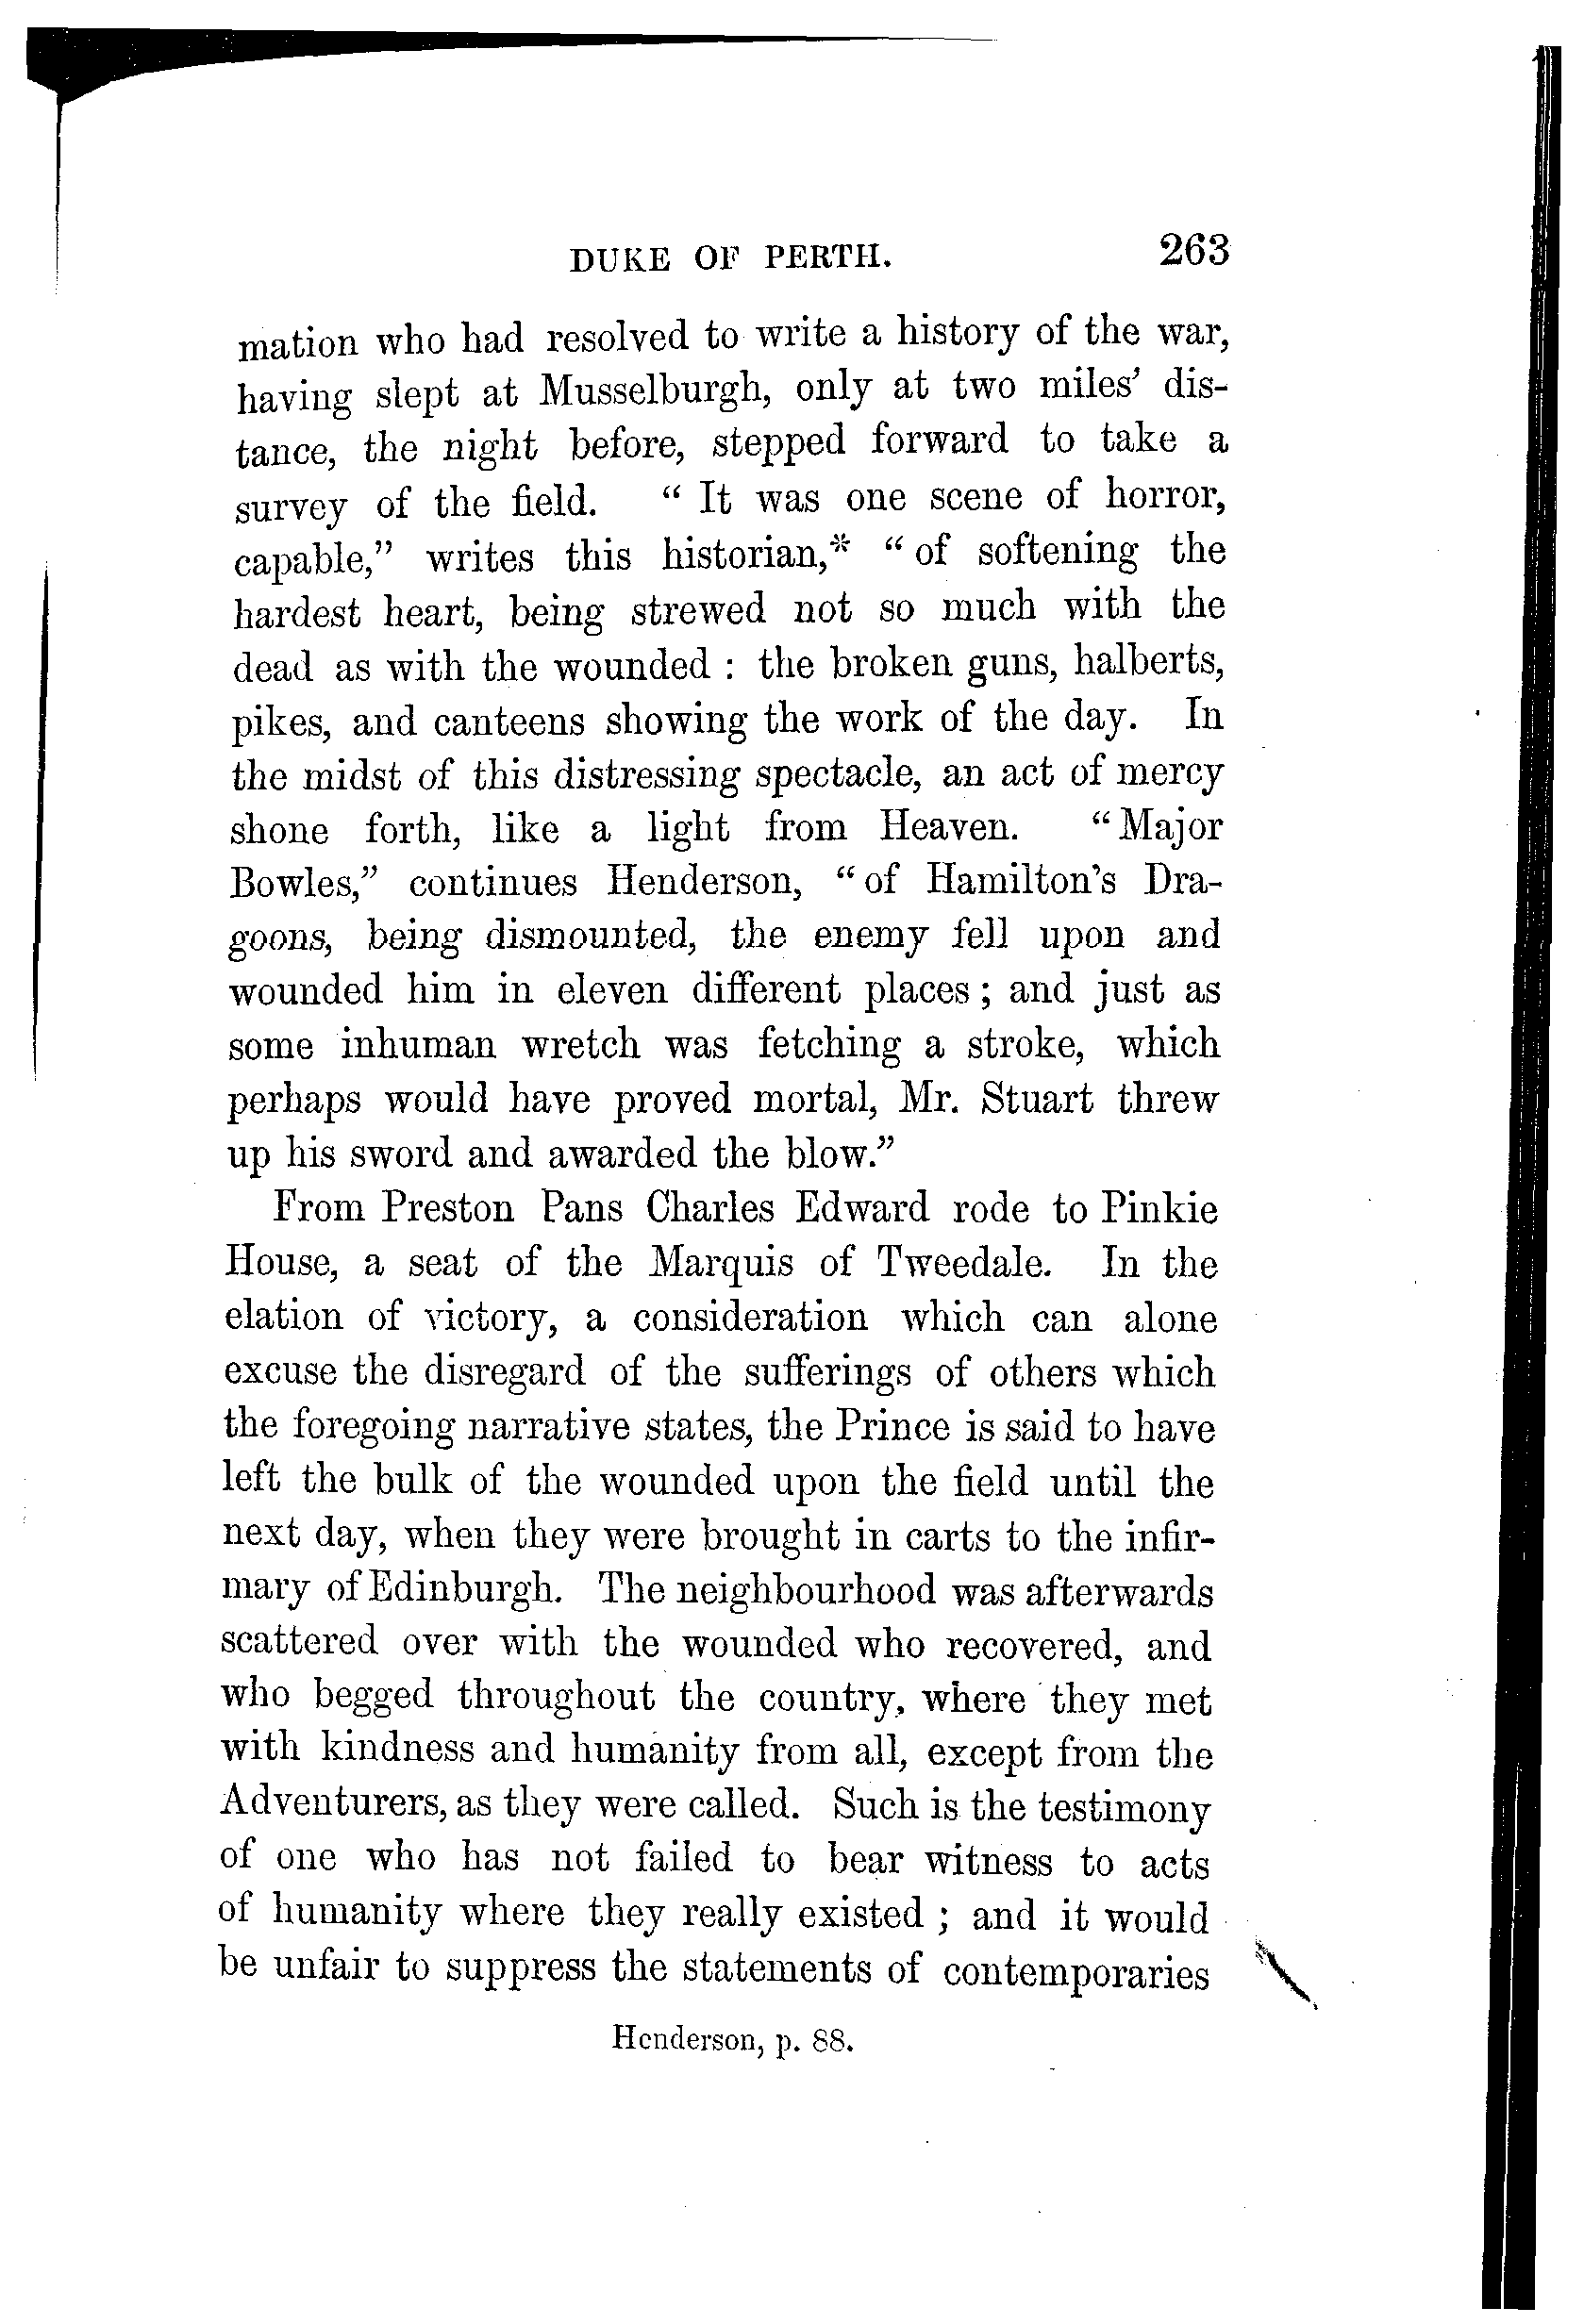 DUKE OF PERTH. 263
mation who had resolved to write a history of the war,
having slept at Musselburgh, only at two miles' dis-
tance, the night before, stepped forward to take a
survey of the field. " It was one scene of horror,
capable," writes this historian,* " of softening the
hardest heart, being strewed not so much with the
dead as with the wounded : the broken guns, halberts,
pikes, and canteens showing the work of the day. In
the midst of this distressing spectacle, an act of mercy
shone forth, like a light from Heaven. " Major
Bowles," continues Henderson, " of Hamilton's Dra-
goons, being dismounted, the enemy fell upon and
wounded him in eleven different places ; and just as
some inhuman wretch was fetching a stroke, which
perhaps would have proved mortal, Mr. Stuart threw
up his sword and awarded the blow."
From Preston Pans Charles Edward rode to Pinkie
House, a seat of the Marquis of Tweedale. In the
elation of victory, a consideration which can alone
excuse the disregard of the sufferings of others which
the foregoing narrative states, the Prince is said to have
left the bulk of the wounded upon the field until the
next day, when they were brought in carts to the infir-
mary of Edinburgh. The neighbourhood was afterwards
scattered over with the wounded who recovered, and
who begged throughout the country, where they met
with kindness and humanity from all, except from the
Adventurers, as they were called. Such is the testimony
of one who has not failed to bear witness to acts
of humanity where they really existed ; and it would
be unfair to suppress the statements of contemporaries
Henderson, p. 88.